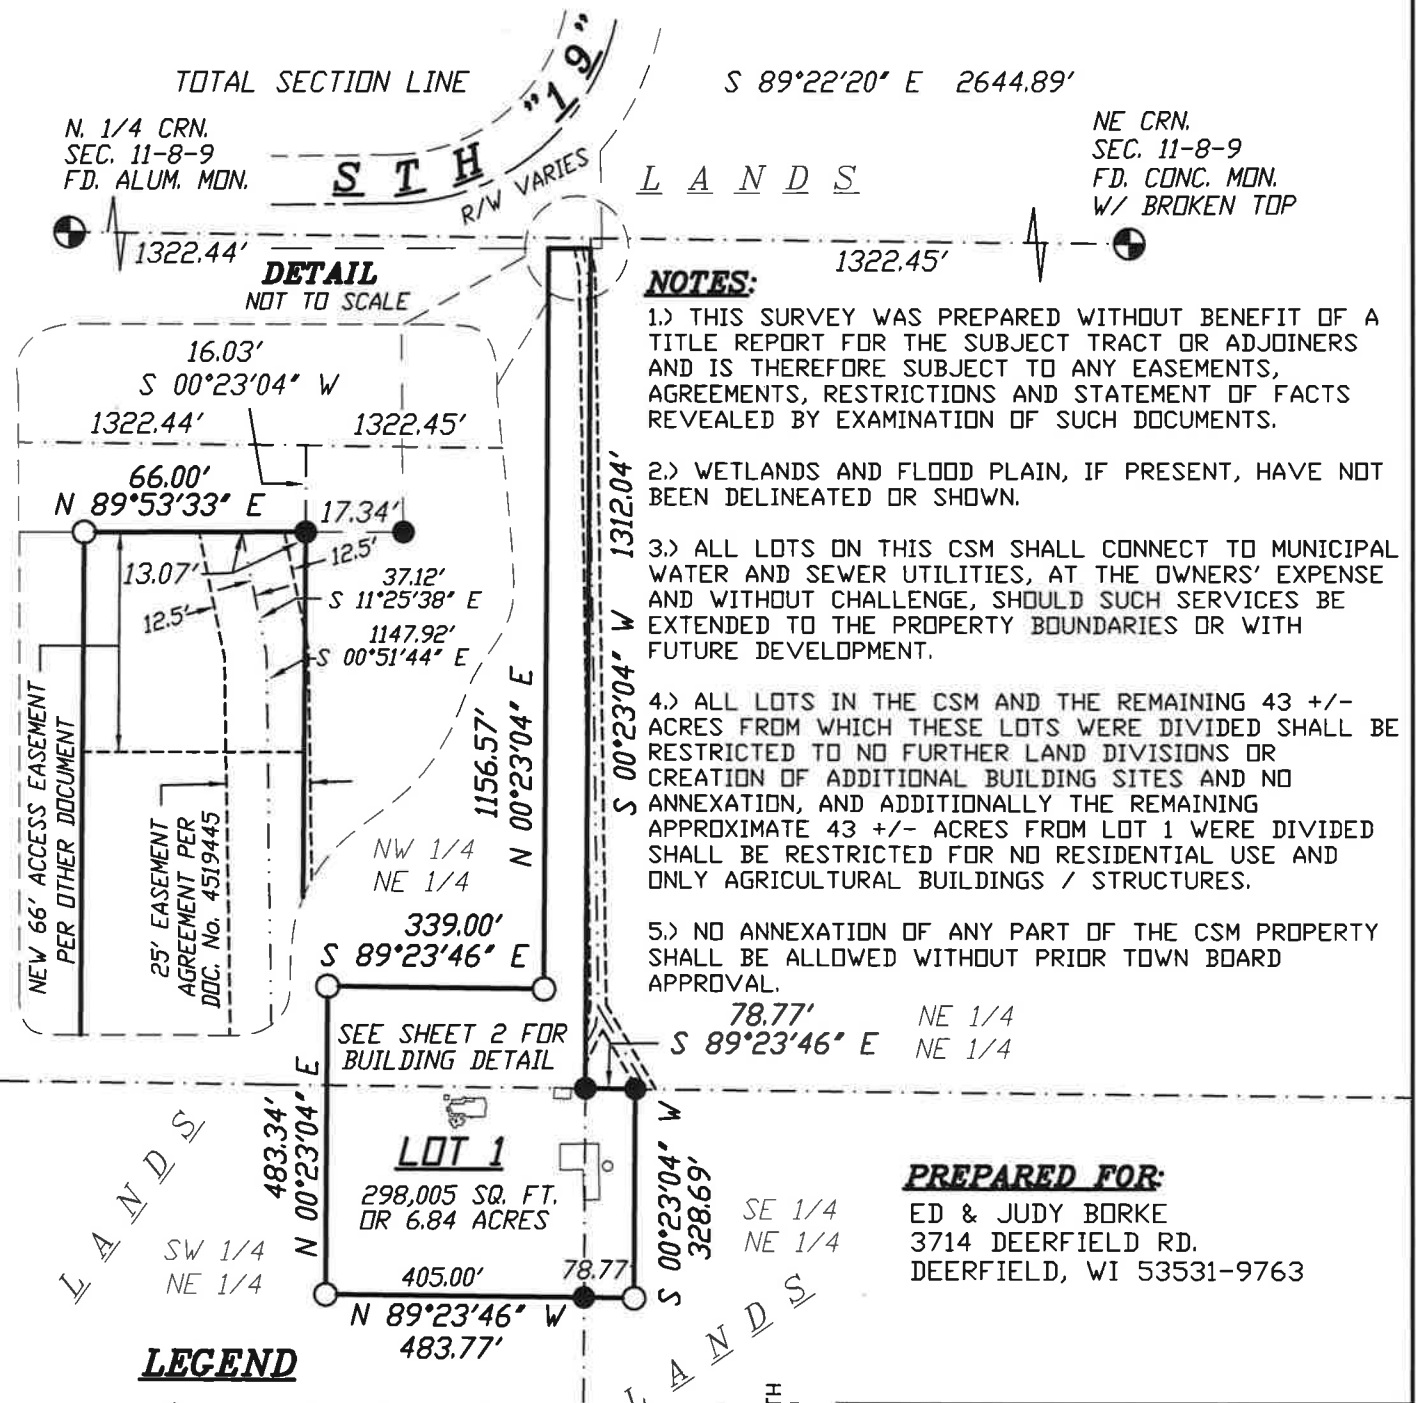 TOTAL SECTION LINE
S 89°22'20" E 2644.89'
N. 1/4 CRN.
SEC. 11-8-9
FD. ALUM. MON.
STH "19"
R/W VARIES
LANDS
NE CRN.
SEC. 11-8-9
FD. CONC. MON.
W/ BROKEN TOP
1322.44'
1322.45'
DETAIL
NOT TO SCALE
16.03'
S 00°23'04" W
1322.44'
1322.45'
66.00'
N 89°53'33" E
17.34'
12.5'
13.07'
12.5'
37.12'
S 11°25'38" E
1147.92'
S 00°51'44" E
NEW 66' ACCESS EASEMENT
PER OTHER DOCUMENT
25' EASEMENT
AGREEMENT PER
DOC. No. 4519445
NOTES:
1.) THIS SURVEY WAS PREPARED WITHOUT BENEFIT OF A
TITLE REPORT FOR THE SUBJECT TRACT OR ADJOINERS
AND IS THEREFORE SUBJECT TO ANY EASEMENTS,
AGREEMENTS, RESTRICTIONS AND STATEMENT OF FACTS
REVEALED BY EXAMINATION OF SUCH DOCUMENTS.
2.) WETLANDS AND FLOOD PLAIN, IF PRESENT, HAVE NOT
BEEN DELINEATED OR SHOWN.
3.) ALL LOTS ON THIS CSM SHALL CONNECT TO MUNICIPAL
WATER AND SEWER UTILITIES, AT THE OWNERS' EXPENSE
AND WITHOUT CHALLENGE, SHOULD SUCH SERVICES BE
EXTENDED TO THE PROPERTY BOUNDARIES OR WITH
FUTURE DEVELOPMENT.
4.) ALL LOTS IN THE CSM AND THE REMAINING 43 +/-
ACRES FROM WHICH THESE LOTS WERE DIVIDED SHALL BE
RESTRICTED TO NO FURTHER LAND DIVISIONS OR
CREATION OF ADDITIONAL BUILDING SITES AND NO
ANNEXATION, AND ADDITIONALLY THE REMAINING
APPROXIMATE 43 +/- ACRES FROM LOT 1 WERE DIVIDED
SHALL BE RESTRICTED FOR NO RESIDENTIAL USE AND
ONLY AGRICULTURAL BUILDINGS / STRUCTURES.
5.) NO ANNEXATION OF ANY PART OF THE CSM PROPERTY
SHALL BE ALLOWED WITHOUT PRIOR TOWN BOARD
APPROVAL.
1156.57'
N 00°23'04" E
S 00°23'04" W 1312.04'
NW 1/4
NE 1/4
339.00'
S 89°23'46" E
78.77'
S 89°23'46" E
NE 1/4
NE 1/4
SEE SHEET 2 FOR
BUILDING DETAIL
483.34'
N 00°23'04" E
LOT 1
298,005 SQ. FT.
OR 6.84 ACRES
S 00°23'04" W
328.69'
SE 1/4
NE 1/4
LANDS
SW 1/4
NE 1/4
405.00'
78.77'
N 89°23'46" W
483.77'
LANDS
PREPARED FOR:
ED & JUDY BORKE
3714 DEERFIELD RD.
DEERFIELD, WI 53531-9763
LEGEND
TH